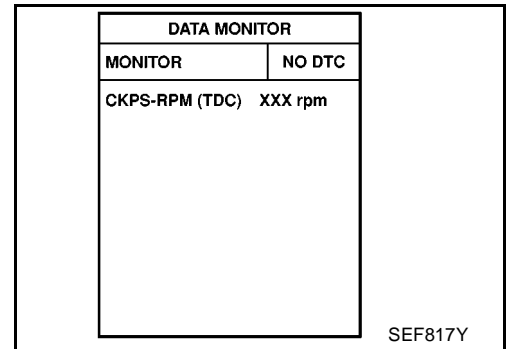 DATA MONITOR
MONITOR NO DTC
CKPS-RPM (TDC) XXX rpm
SEF817Y